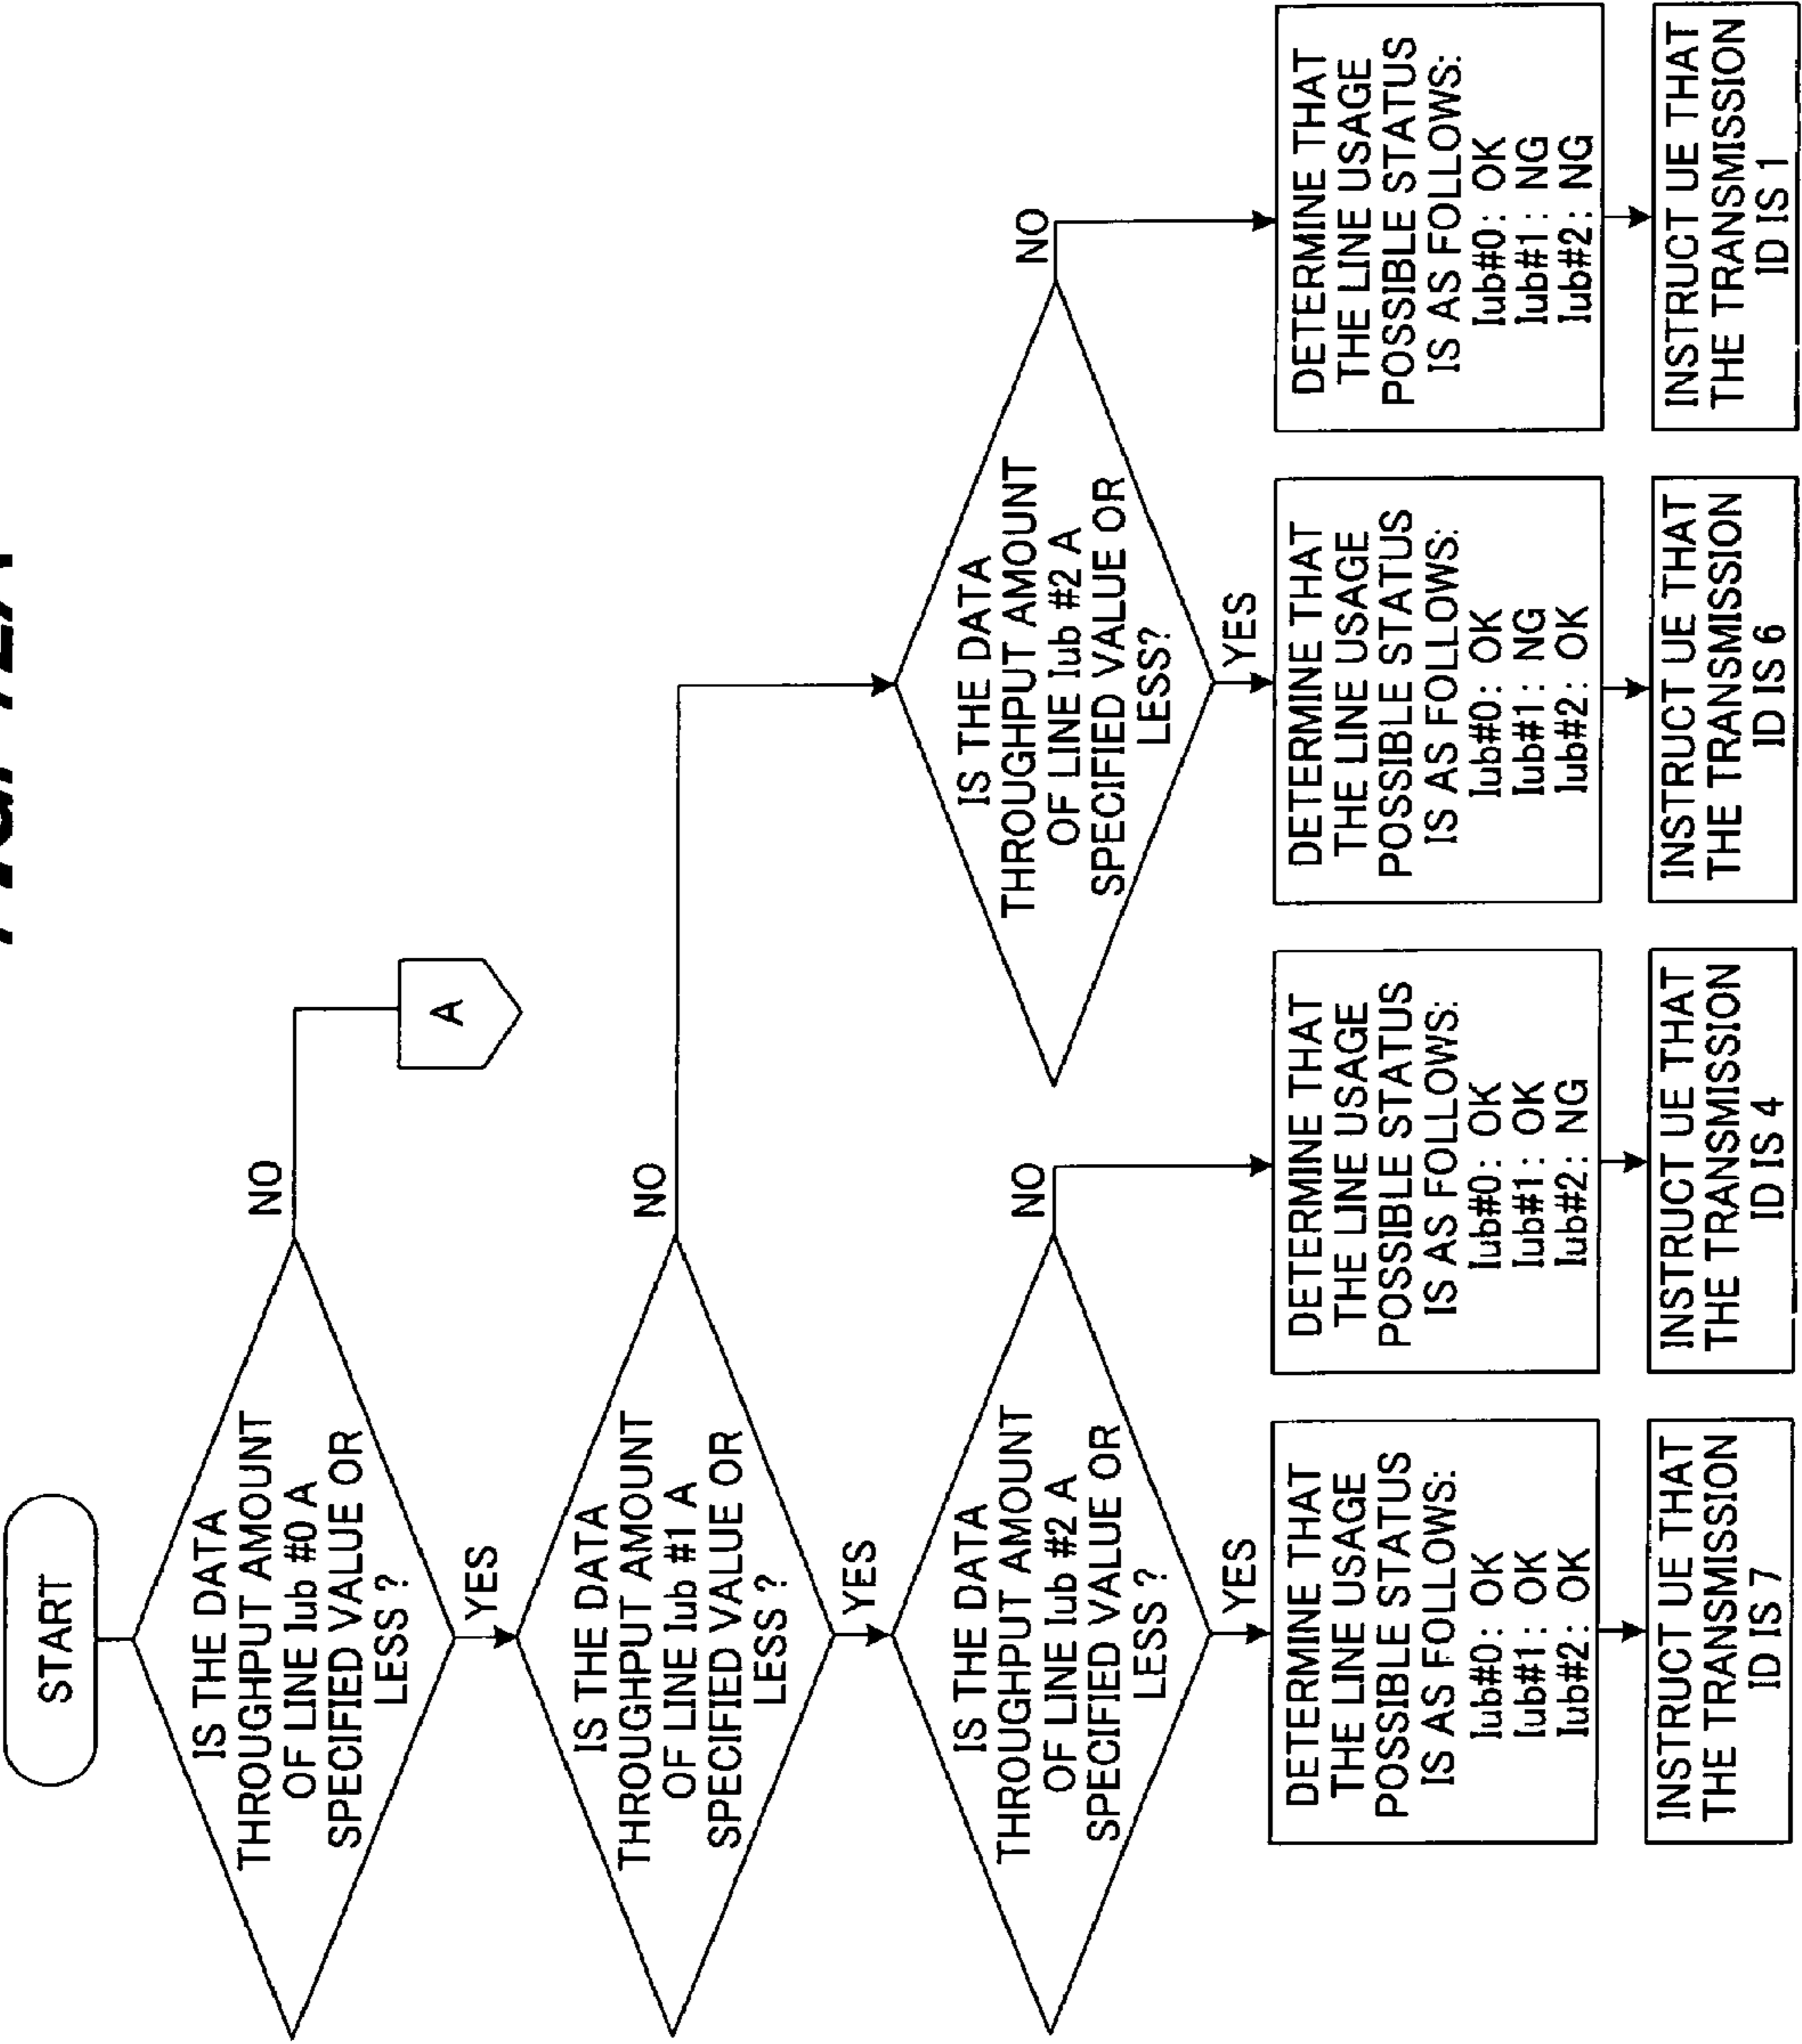 START
IS THE DATA
THROUGHPUT AMOUNT
OF LINE Iub #0 A
SPECIFIED VALUE OR
LESS ?
NO
A
YES
IS THE DATA
THROUGHPUT AMOUNT
OF LINE Iub #1 A
SPECIFIED VALUE OR
LESS ?
NO
YES
IS THE DATA
THROUGHPUT AMOUNT
OF LINE Iub #2 A
SPECIFIED VALUE OR
LESS ?
NO
YES
IS THE DATA
THROUGHPUT AMOUNT
OF LINE Iub #2 A
SPECIFIED VALUE OR
LESS?
NO
YES
DETERMINE THAT
THE LINE USAGE
POSSIBLE STATUS
IS AS FOLLOWS:
Iub#0: OK
Iub#1: OK
Iub#2: OK
INSTRUCT UE THAT
THE TRANSMISSION
ID IS 7
DETERMINE THAT
THE LINE USAGE
POSSIBLE STATUS
IS AS FOLLOWS:
Iub#0: OK
Iub#1: OK
Iub#2: NG
INSTRUCT UE THAT
THE TRANSMISSION
ID IS 4
DETERMINE THAT
THE LINE USAGE
POSSIBLE STATUS
IS AS FOLLOWS:
Iub#0: OK
Iub#1: NG
Iub#2: OK
INSTRUCT UE THAT
THE TRANSMISSION
ID IS 6
DETERMINE THAT
THE LINE USAGE
POSSIBLE STATUS
IS AS FOLLOWS:
Iub#0: OK
Iub#1: NG
Iub#2: NG
INSTRUCT UE THAT
THE TRANSMISSION
ID IS 1